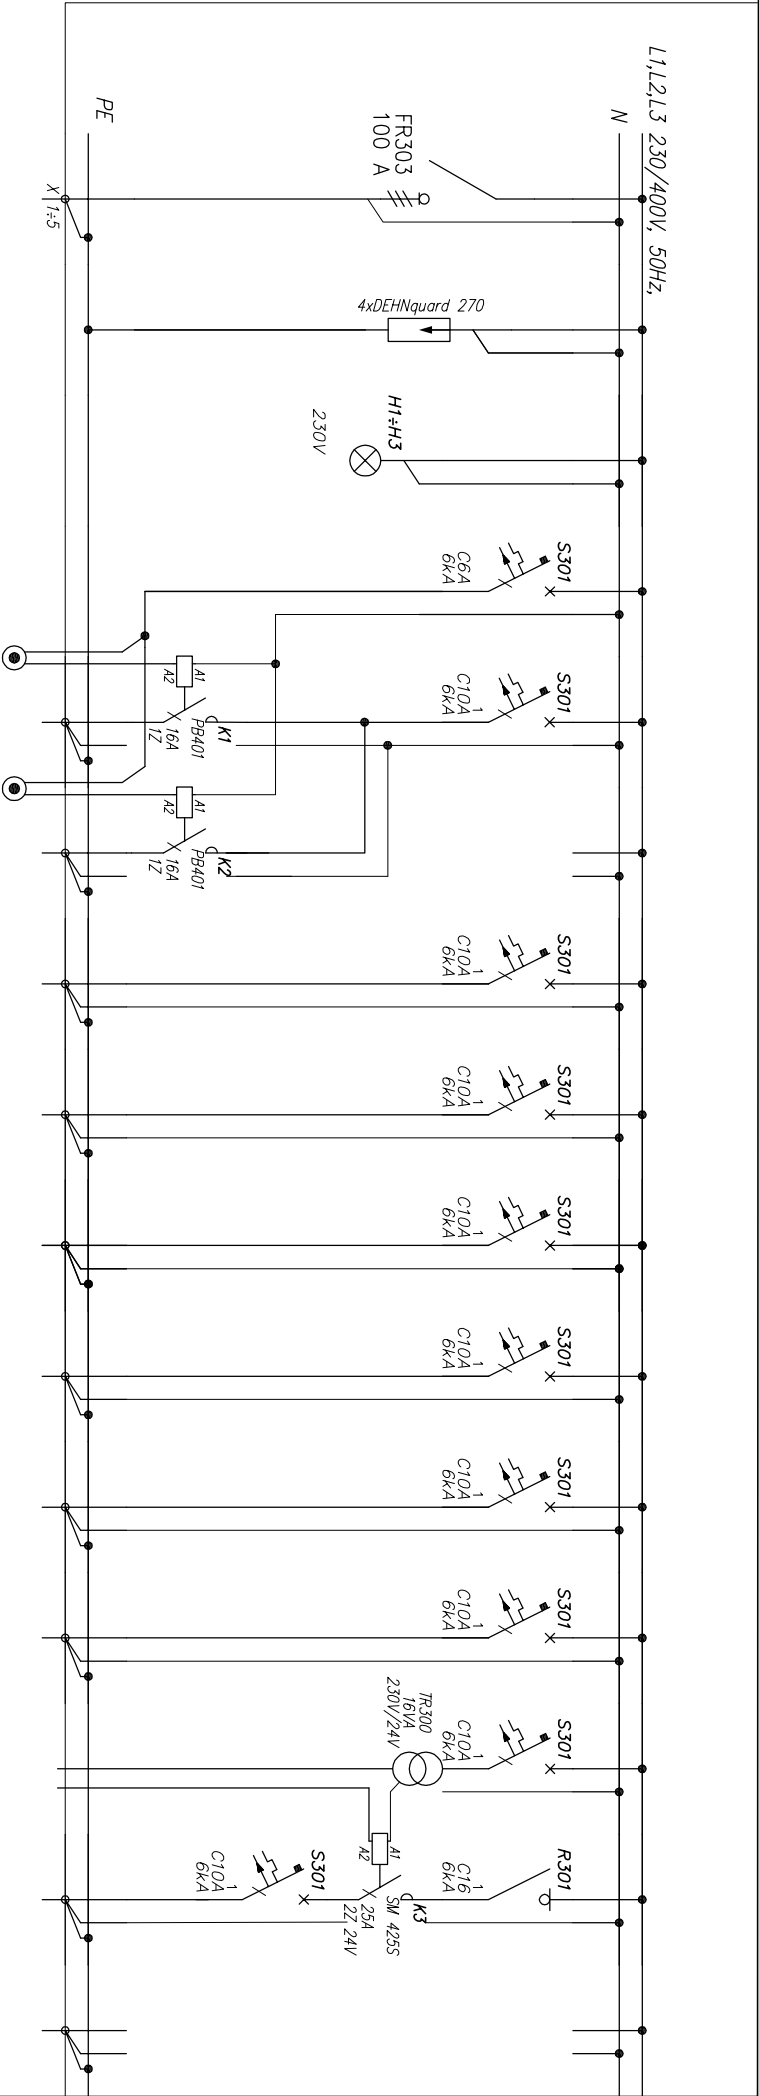 L1,L2,L3 230/400V, 50Hz,
N
PE
FR303
100 A
X 1÷5
4xDEHNquard 270
H1÷H3
230V
S301
C6A 1
6kA
A1
A2
K1
PB401
16A
1Z
S301
C10A 1
6kA
A1
A2
K2
PB401
16A
1Z
S301
C10A 1
6kA
S301
C10A 1
6kA
S301
C10A 1
6kA
S301
C10A 1
6kA
S301
C10A 1
6kA
S301
C10A 1
6kA
S301
C10A 1
6kA
TR300
16VA
230V/24V
R301
C16 1
6kA
A1
A2
K3
SM 425S
25A
2Z 24V
S301
C10A 1
6kA